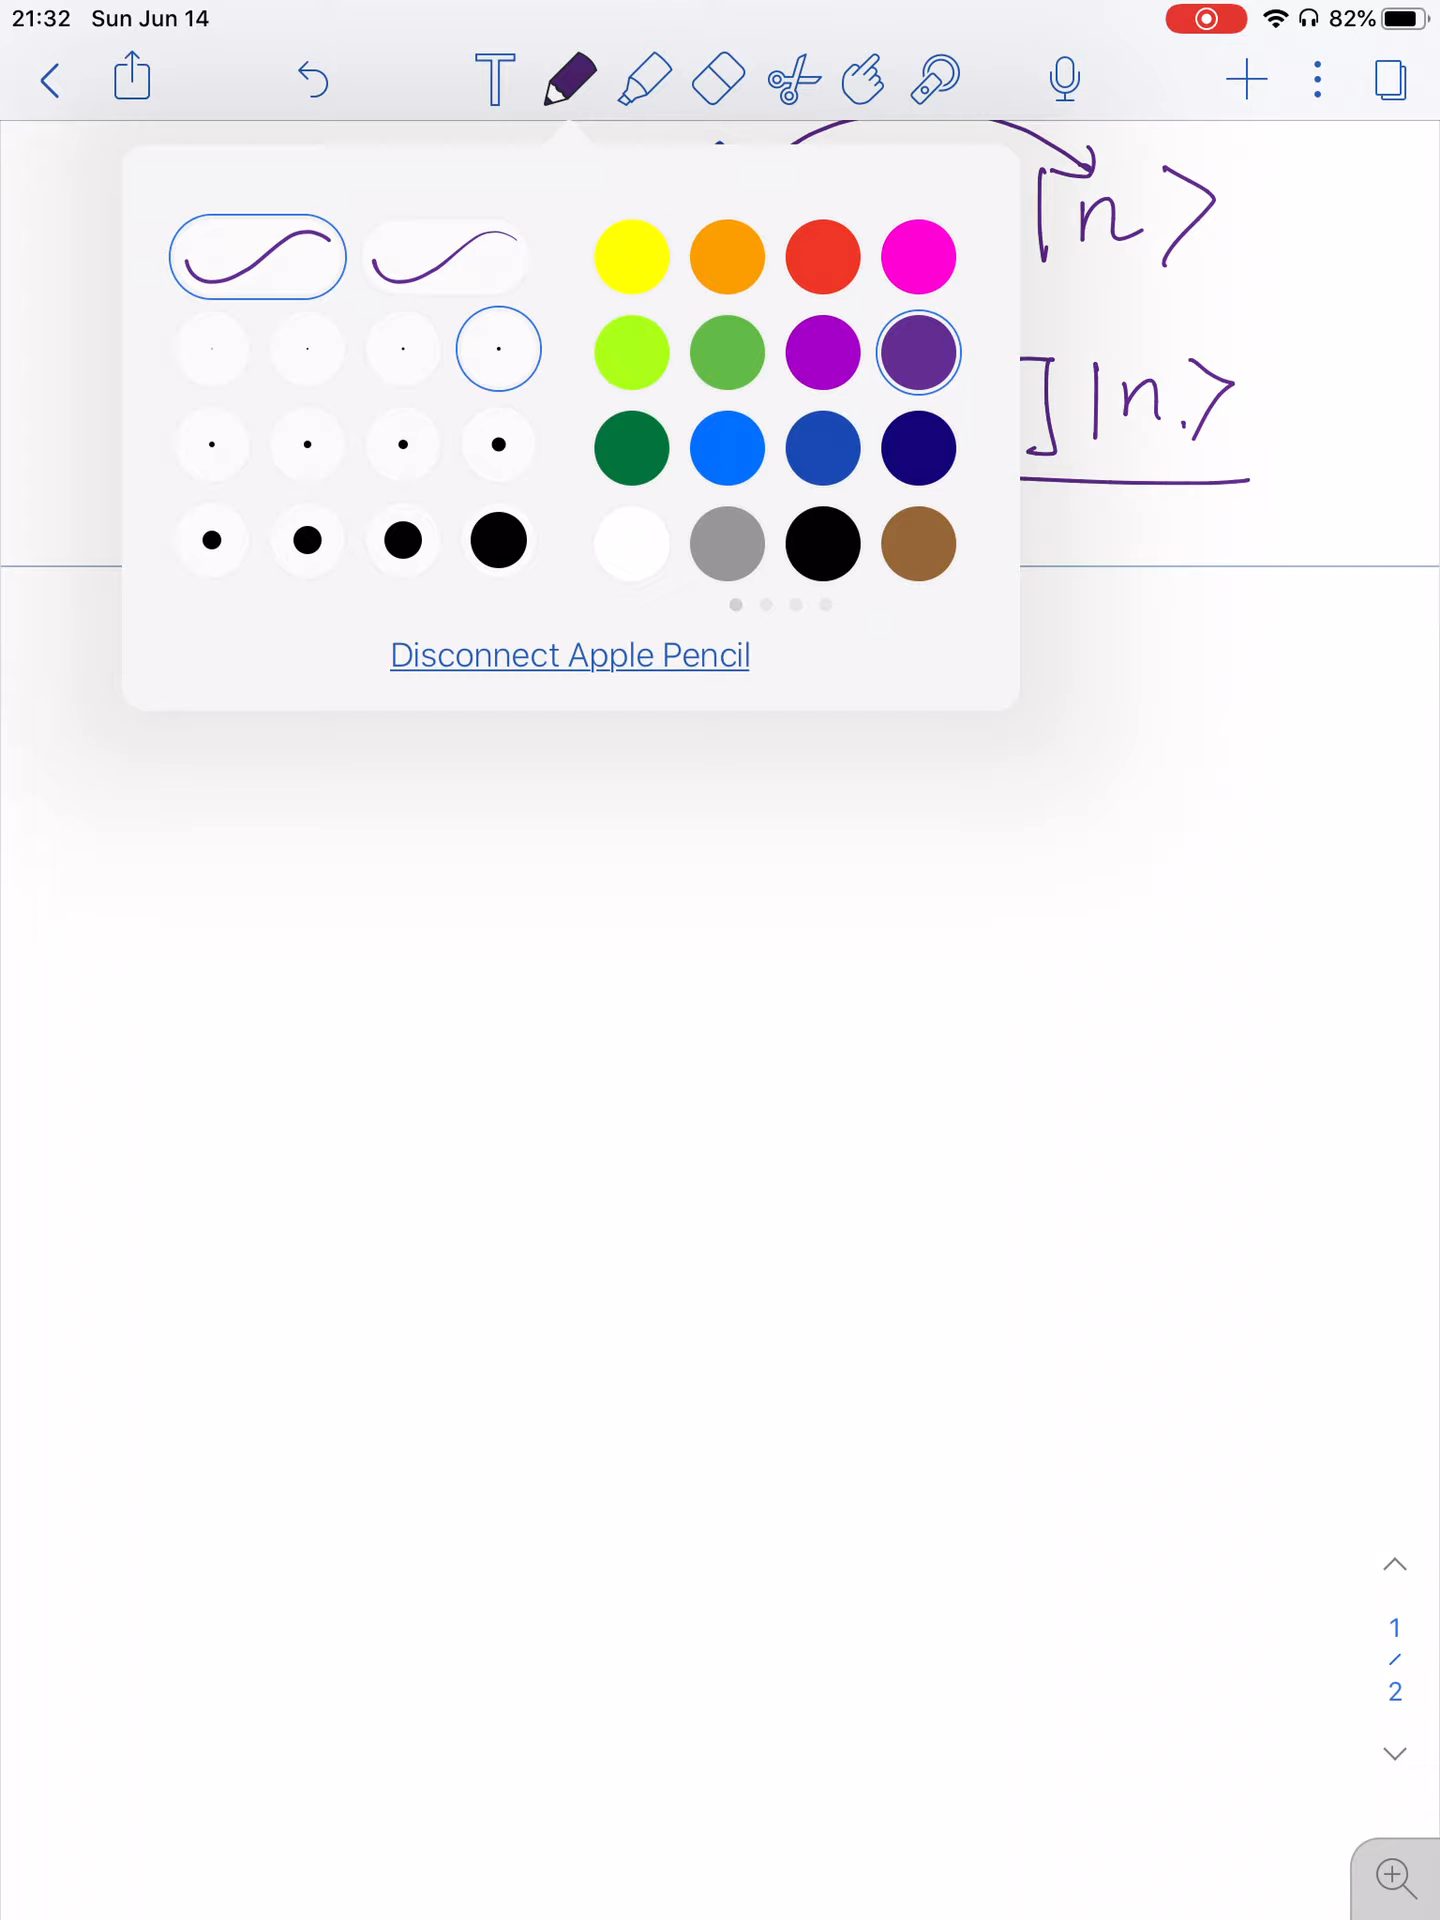 21:32 Sun Jun 14 82%
|n>
] |n.>
Disconnect Apple Pencil
1
/
2